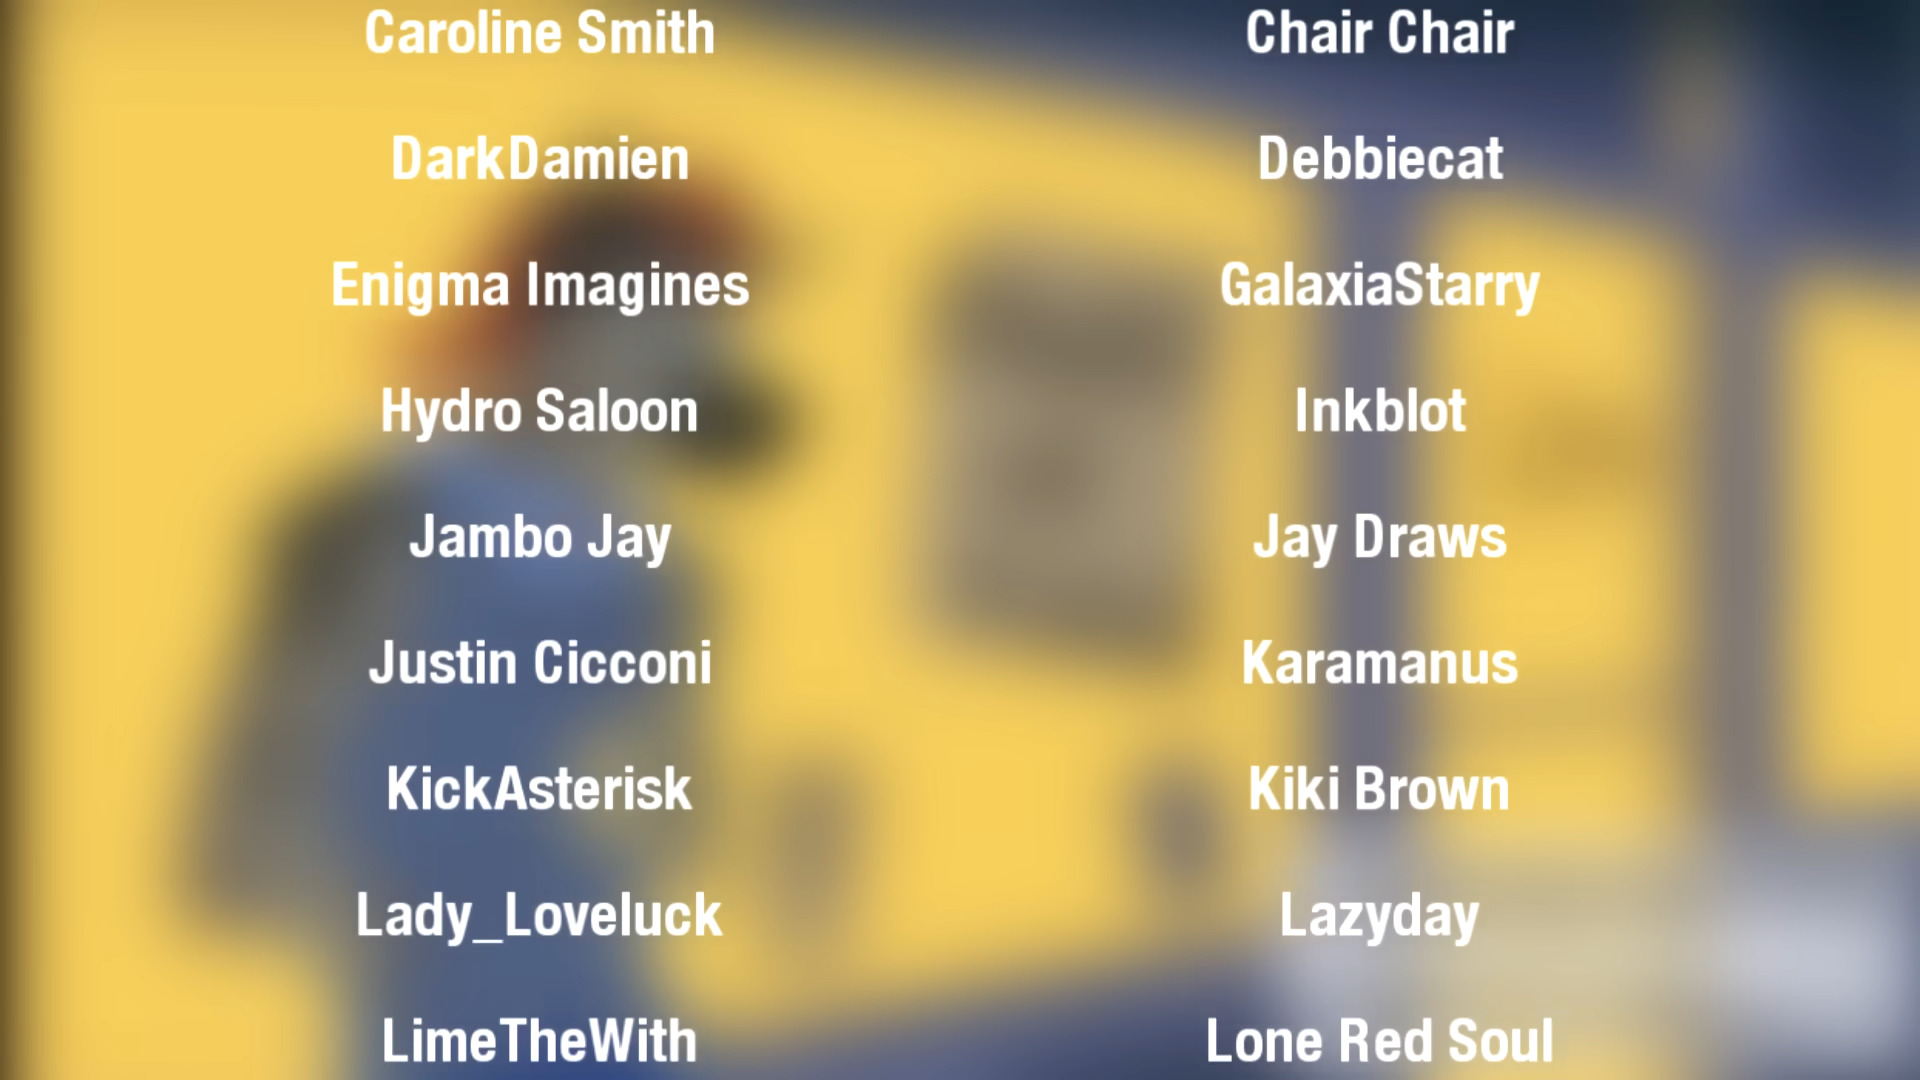 Caroline Smith
Chair Chair
DarkDamien
Debbiecat
Enigma Imagines
GalaxiaStarry
Hydro Saloon
Inkblot
Jambo Jay
Jay Draws
Justin Cicconi
Karamanus
KickAsterisk
Kiki Brown
Lady_Loveluck
Lazyday
LimeTheWith
Lone Red Soul